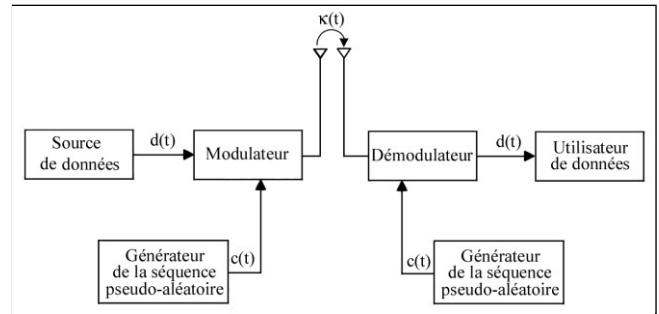 κ(t)
Source
de données
d(t)
Modulateur
Démodulateur
d(t)
Utilisateur
de données
Générateur
de la séquence
pseudo-aléatoire
c(t)
c(t)
Générateur
de la séquence
pseudo-aléatoire